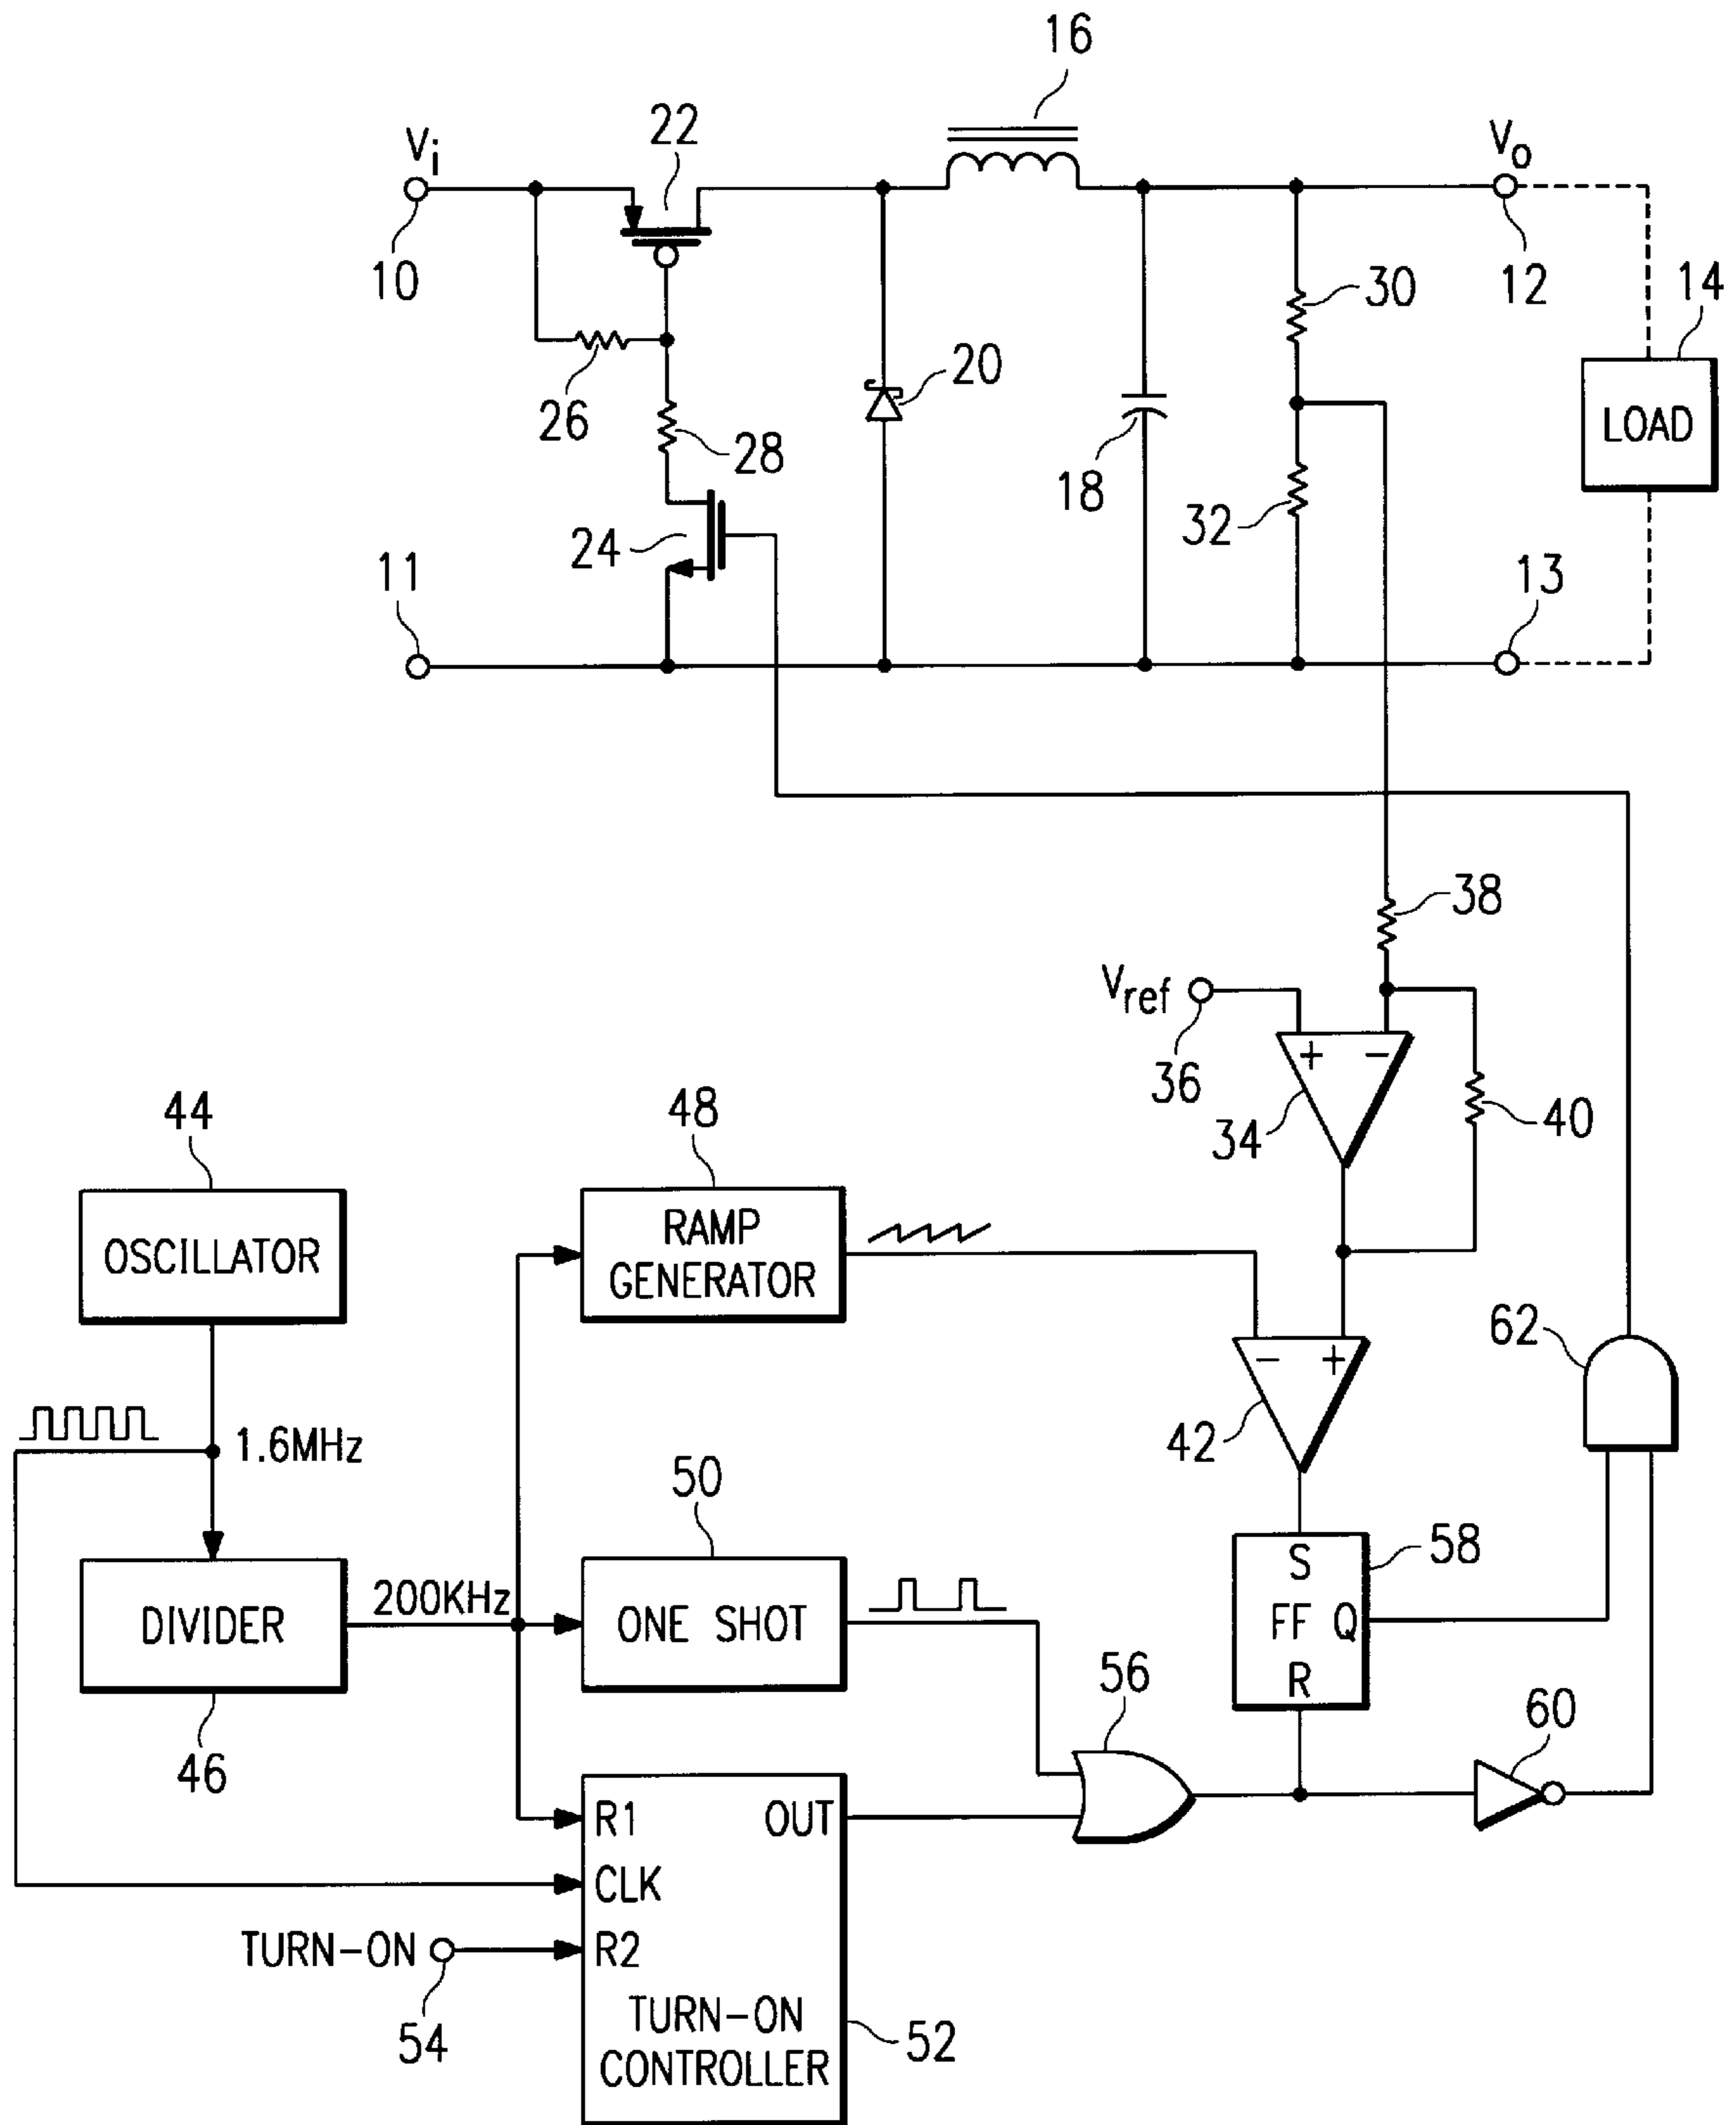 16
22
Vi
Vo
10
12
30
14
LOAD
26
20
28
18
32
24
11
13
38
Vref
36
34
40
44
48
OSCILLATOR
RAMP
GENERATOR
62
1.6MHz
42
50
58
S
DIVIDER
200KHz
ONE SHOT
FF Q
R
56
60
46
R1 OUT
CLK
TURN-ON
R2
54
TURN-ON
CONTROLLER
52
+ -
- +